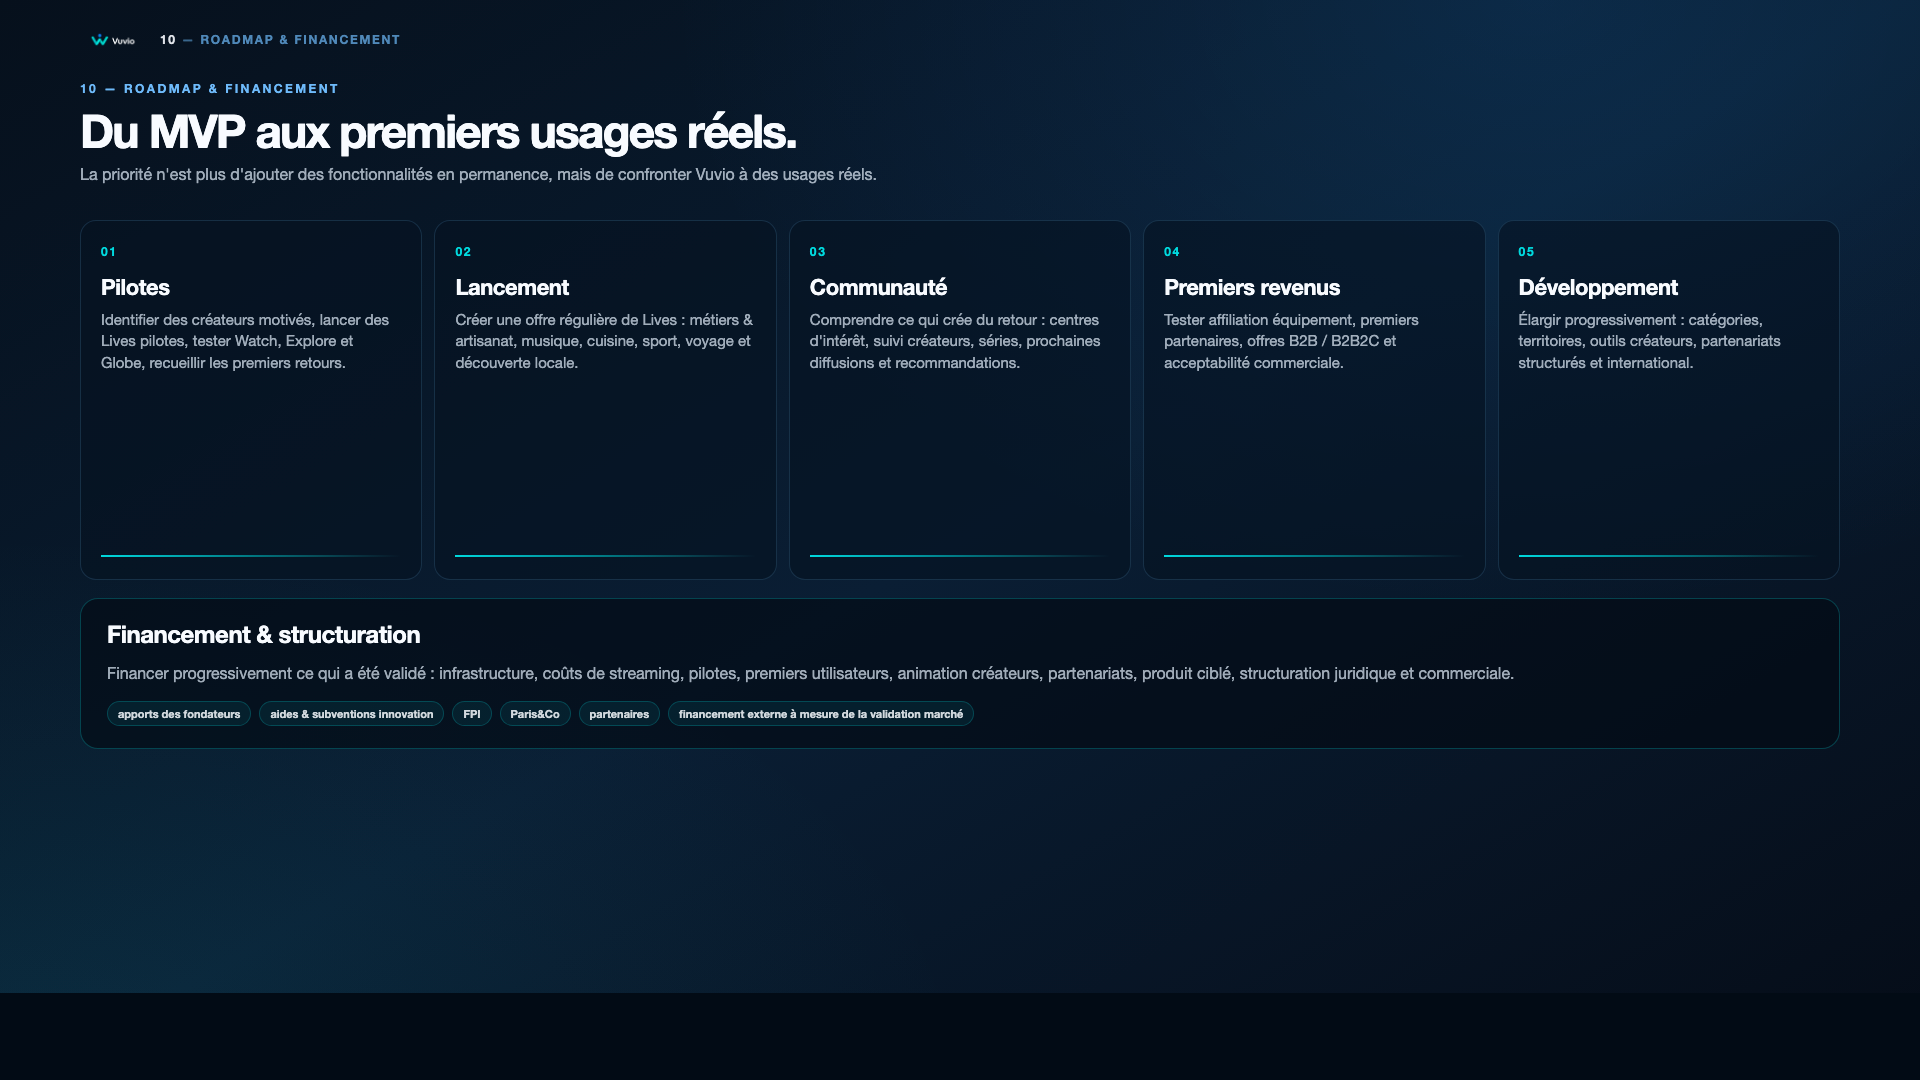 Vuvio
10 — ROADMAP & FINANCEMENT
10 — ROADMAP & FINANCEMENT
Du MVP aux premiers usages réels.
La priorité n'est plus d'ajouter des fonctionnalités en permanence, mais de confronter Vuvio à des usages réels.
01
Pilotes
Identifier des créateurs motivés, lancer des
Lives pilotes, tester Watch, Explore et
Globe, recueillir les premiers retours.
02
Lancement
Créer une offre régulière de Lives : métiers &
artisanat, musique, cuisine, sport, voyage et
découverte locale.
03
Communauté
Comprendre ce qui crée du retour : centres
d'intérêt, suivi créateurs, séries, prochaines
diffusions et recommandations.
04
Premiers revenus
Tester affiliation équipement, premiers
partenaires, offres B2B / B2B2C et
acceptabilité commerciale.
05
Développement
Élargir progressivement : catégories,
territoires, outils créateurs, partenariats
structurés et international.
Financement & structuration
Financer progressivement ce qui a été validé : infrastructure, coûts de streaming, pilotes, premiers utilisateurs, animation créateurs, partenariats, produit ciblé, structuration juridique et commerciale.
apports des fondateurs
aides & subventions innovation
FPI
Paris&Co
partenaires
financement externe à mesure de la validation marché